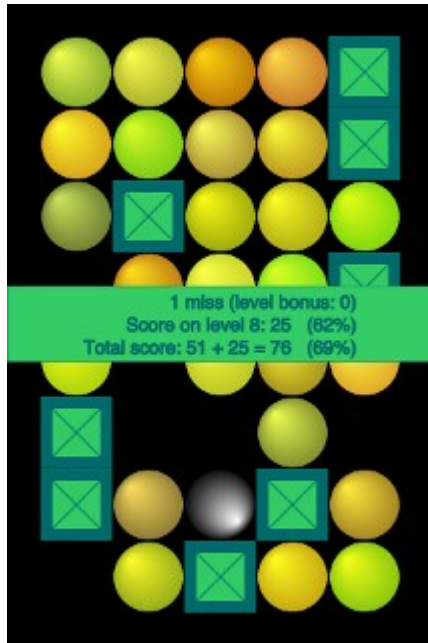 1 miss (level bonus: 0)
Score on level 8: 25 (62%)
Total score: 51 + 25 = 76 (69%)